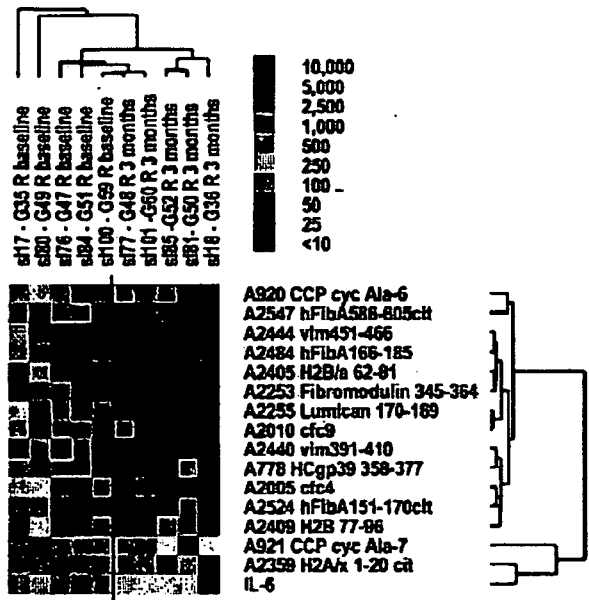 sf17 - G35 R baseline
sf80 - G49 R baseline
sf76 - G47 R baseline
sf84 - G51 R baseline
sf100 - G59 R baseline
sf77 - G48 R 3 months
sf101 - G60 R 3 months
sf85 - G52 R 3 months
sf81 - G50 R 3 months
sf18 - G36 R 3 months
10,000
5,000
2,500
1,000
500
250
100
50
25
<10
A920 CCP cyc Ala-6
A2547 hFibA586-605cit
A2444 vim451-466
A2484 hFibA166-185
A2405 H2B/a 62-81
A2253 Fibromodulin 345-364
A2255 Lumican 170-189
A2010 cfc9
A2440 vim391-410
A778 HCgp39 358-377
A2005 cfc4
A2524 hFibA151-170cit
A2409 H2B 77-96
A921 CCP cyc Ala-7
A2359 H2A/x 1-20 cit
IL-6